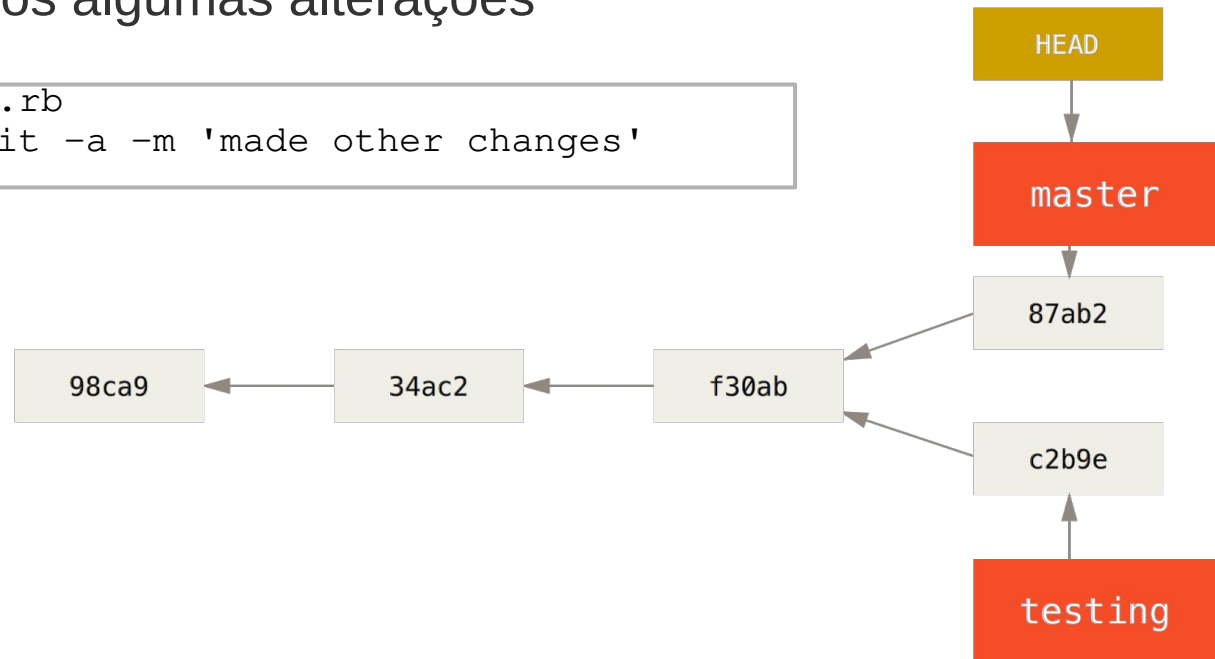 os algumas alterações
.rb
it -a -m 'made other changes'
HEAD
master
87ab2
98ca9
34ac2
f30ab
c2b9e
testing